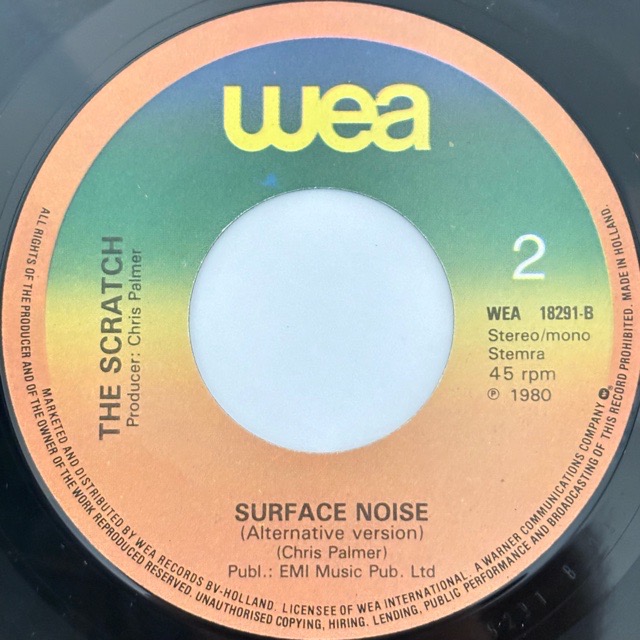 wea
2
WEA 18291-B
Stereo/mono
Stemra
45 rpm
℗ 1980
THE SCRATCH
Producer: Chris Palmer
SURFACE NOISE
(Alternative version)
(Chris Palmer)
Publ.: EMI Music Pub. Ltd
ALL RIGHTS OF THE PRODUCER AND OF THE OWNER OF THE WORK REPRODUCED RESERVED. UNAUTHORISED COPYING, HIRING, LENDING, PUBLIC PERFORMANCE AND BROADCASTING OF THIS RECORD PROHIBITED. MADE IN HOLLAND.
MARKETED AND DISTRIBUTED BY WEA RECORDS BV-HOLLAND. LICENSEE OF WEA INTERNATIONAL. A WARNER COMMUNICATIONS COMPANY